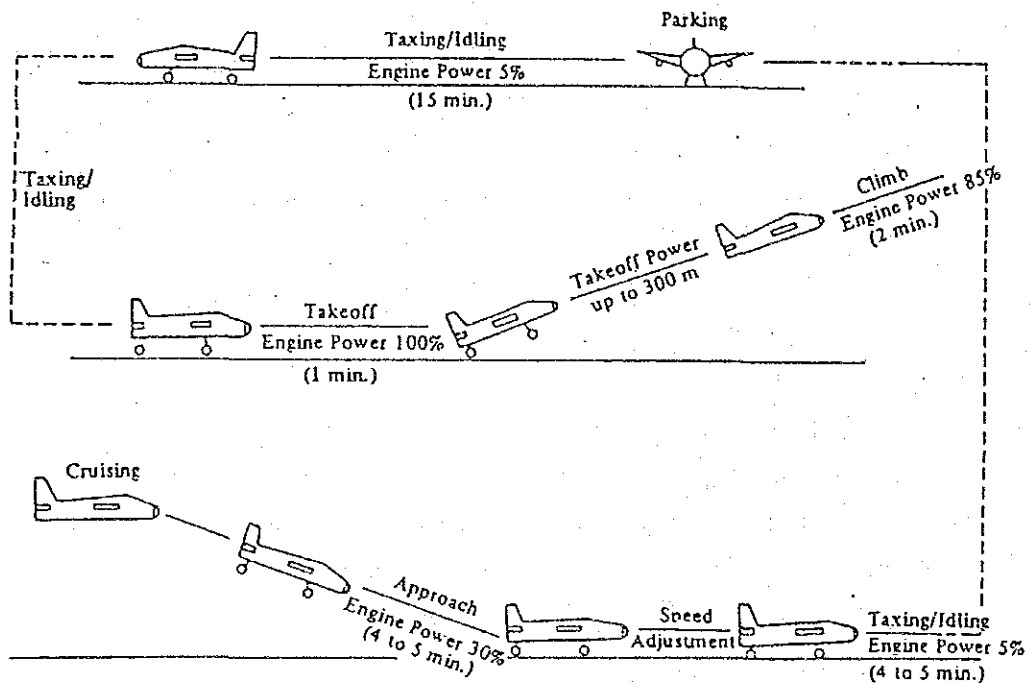 Parking
Taxing/Idling
Engine Power 5%
(15 min.)
Taxing/
Idling
Climb
Engine Power 85%
(2 min.)
Takeoff Power
up to 300 m
Takeoff
Engine Power 100%
(1 min.)
Cruising
Approach
Engine Power 30%
(4 to 5 min.)
Speed
Adjustment
Taxing/Idling
Engine Power 5%
(4 to 5 min.)